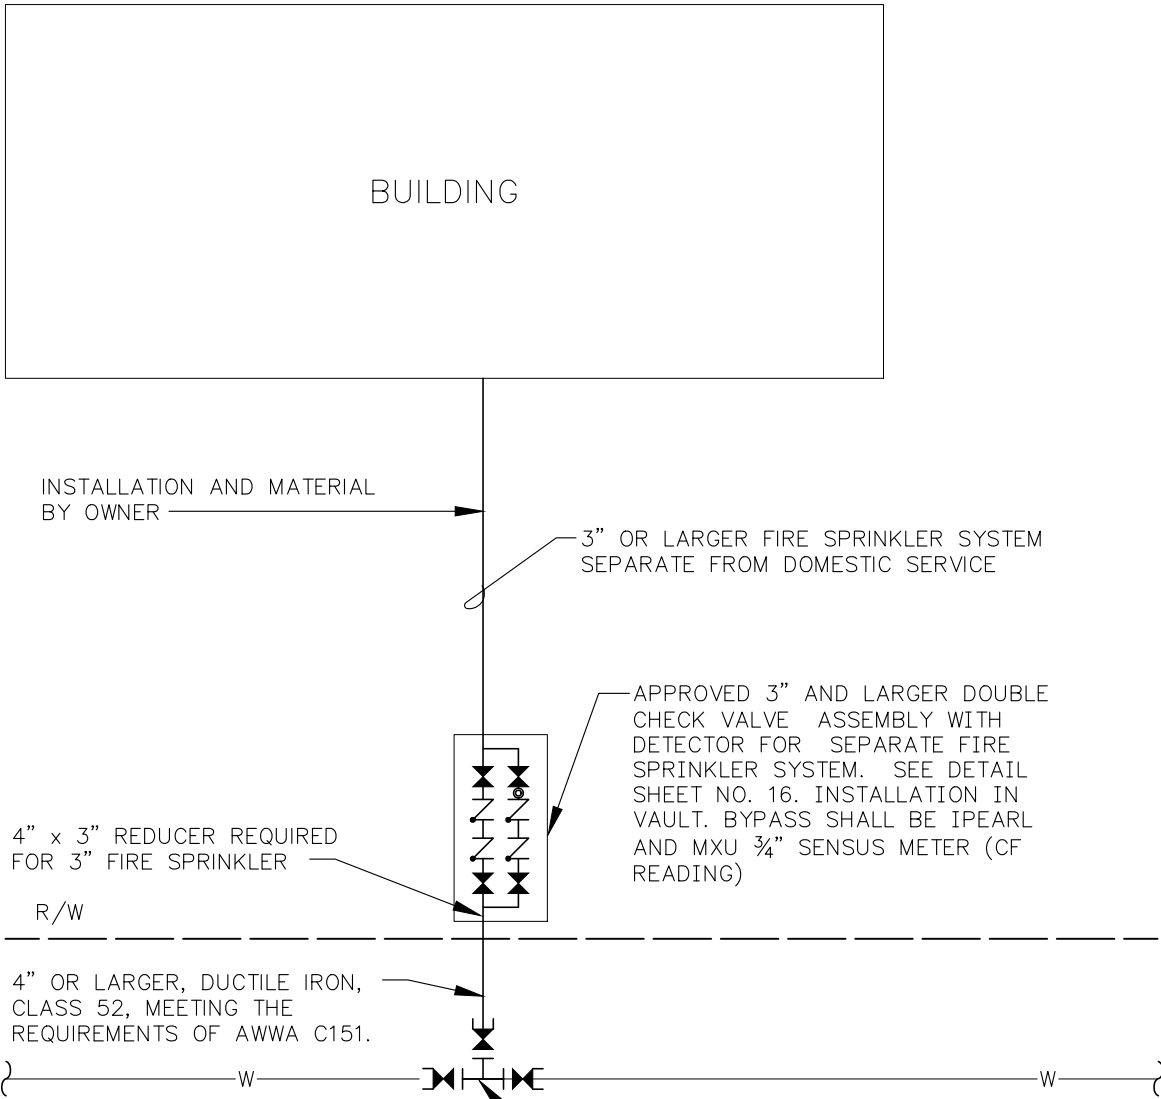 BUILDING
INSTALLATION AND MATERIAL
BY OWNER
3” OR LARGER FIRE SPRINKLER SYSTEM
SEPARATE FROM DOMESTIC SERVICE
APPROVED 3” AND LARGER DOUBLE
CHECK VALVE ASSEMBLY WITH
DETECTOR FOR SEPARATE FIRE
SPRINKLER SYSTEM. SEE DETAIL
SHEET NO. 16. INSTALLATION IN
VAULT. BYPASS SHALL BE IPEARL
AND MXU ¾” SENSUS METER (CF
READING)
4” x 3” REDUCER REQUIRED
FOR 3” FIRE SPRINKLER
R/W
4” OR LARGER, DUCTILE IRON,
CLASS 52, MEETING THE
REQUIREMENTS OF AWWA C151.
W
W